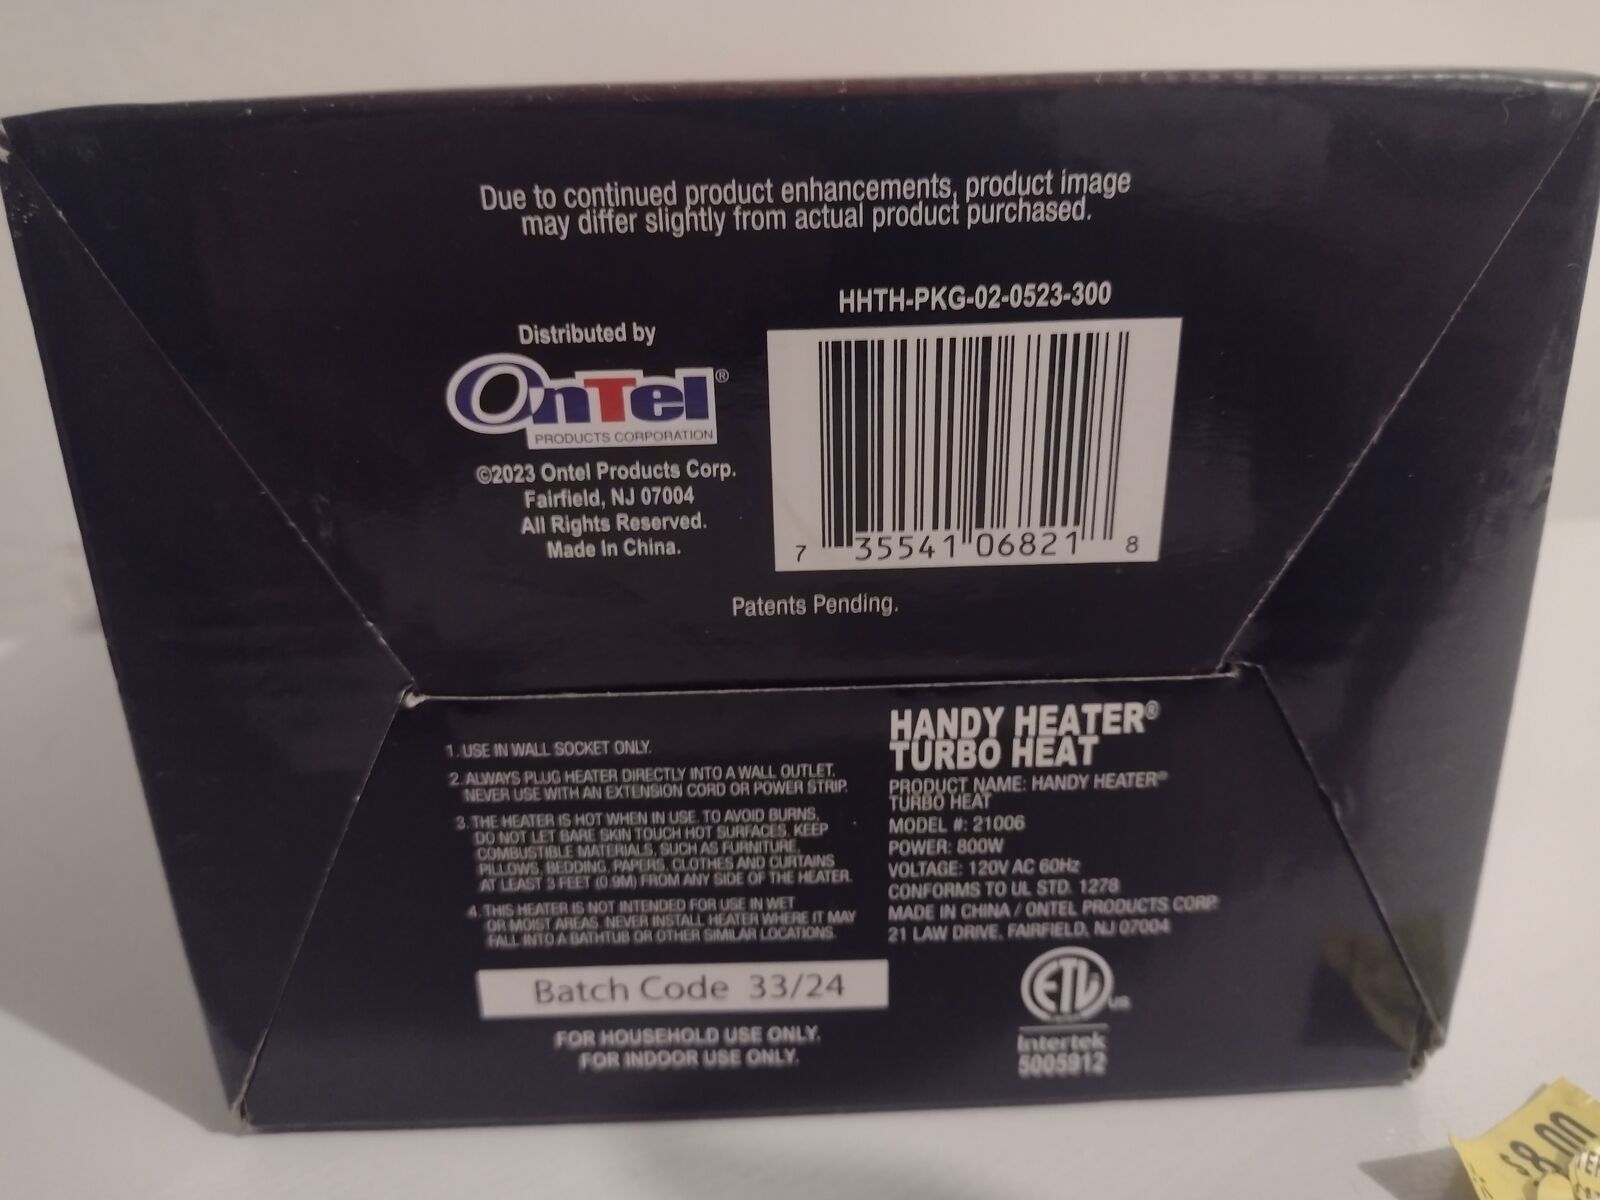 Due to continued product enhancements, product image
may differ slightly from actual product purchased.
HHTH-PKG-02-0523-300
Distributed by
OnTel®
PRODUCTS CORPORATION
©2023 Ontel Products Corp.
Fairfield, NJ 07004
All Rights Reserved.
Made In China.
7 35541 06821 8
Patents Pending.
1. USE IN WALL SOCKET ONLY.
2. ALWAYS PLUG HEATER DIRECTLY INTO A WALL OUTLET.
NEVER USE WITH AN EXTENSION CORD OR POWER STRIP.
3. THE HEATER IS HOT WHEN IN USE. TO AVOID BURNS,
DO NOT LET BARE SKIN TOUCH HOT SURFACES. KEEP
COMBUSTIBLE MATERIALS, SUCH AS FURNITURE,
PILLOWS, BEDDING, PAPERS, CLOTHES AND CURTAINS
AT LEAST 3 FEET (0.9M) FROM ANY SIDE OF THE HEATER.
4. THIS HEATER IS NOT INTENDED FOR USE IN WET
OR MOIST AREAS. NEVER INSTALL HEATER WHERE IT MAY
FALL INTO A BATHTUB OR OTHER SIMILAR LOCATIONS.
Batch Code 33/24
FOR HOUSEHOLD USE ONLY.
FOR INDOOR USE ONLY.
HANDY HEATER®
TURBO HEAT
PRODUCT NAME: HANDY HEATER®
TURBO HEAT
MODEL #: 21006
POWER: 800W
VOLTAGE: 120V AC 60Hz
CONFORMS TO UL STD. 1278
MADE IN CHINA / ONTEL PRODUCTS CORP.
21 LAW DRIVE, FAIRFIELD, NJ 07004
ETL US
Intertek
5005912
$8.00